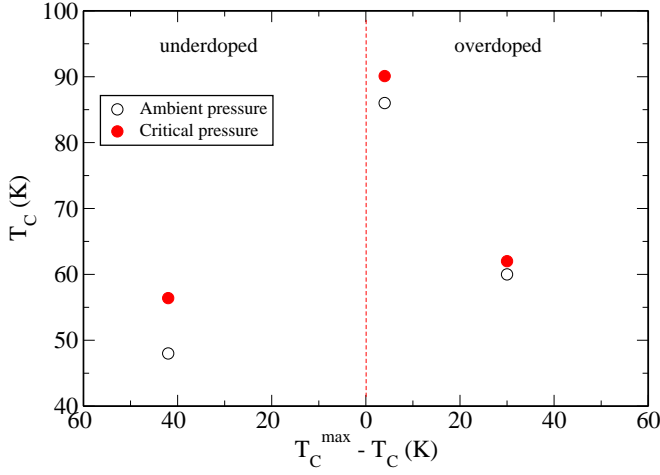 100
underdoped
overdoped
90
Ambient pressure
Critical pressure
80
T_C (K)
70
60
50
40
60 40 20 0 20 40 60
T_C^max - T_C (K)